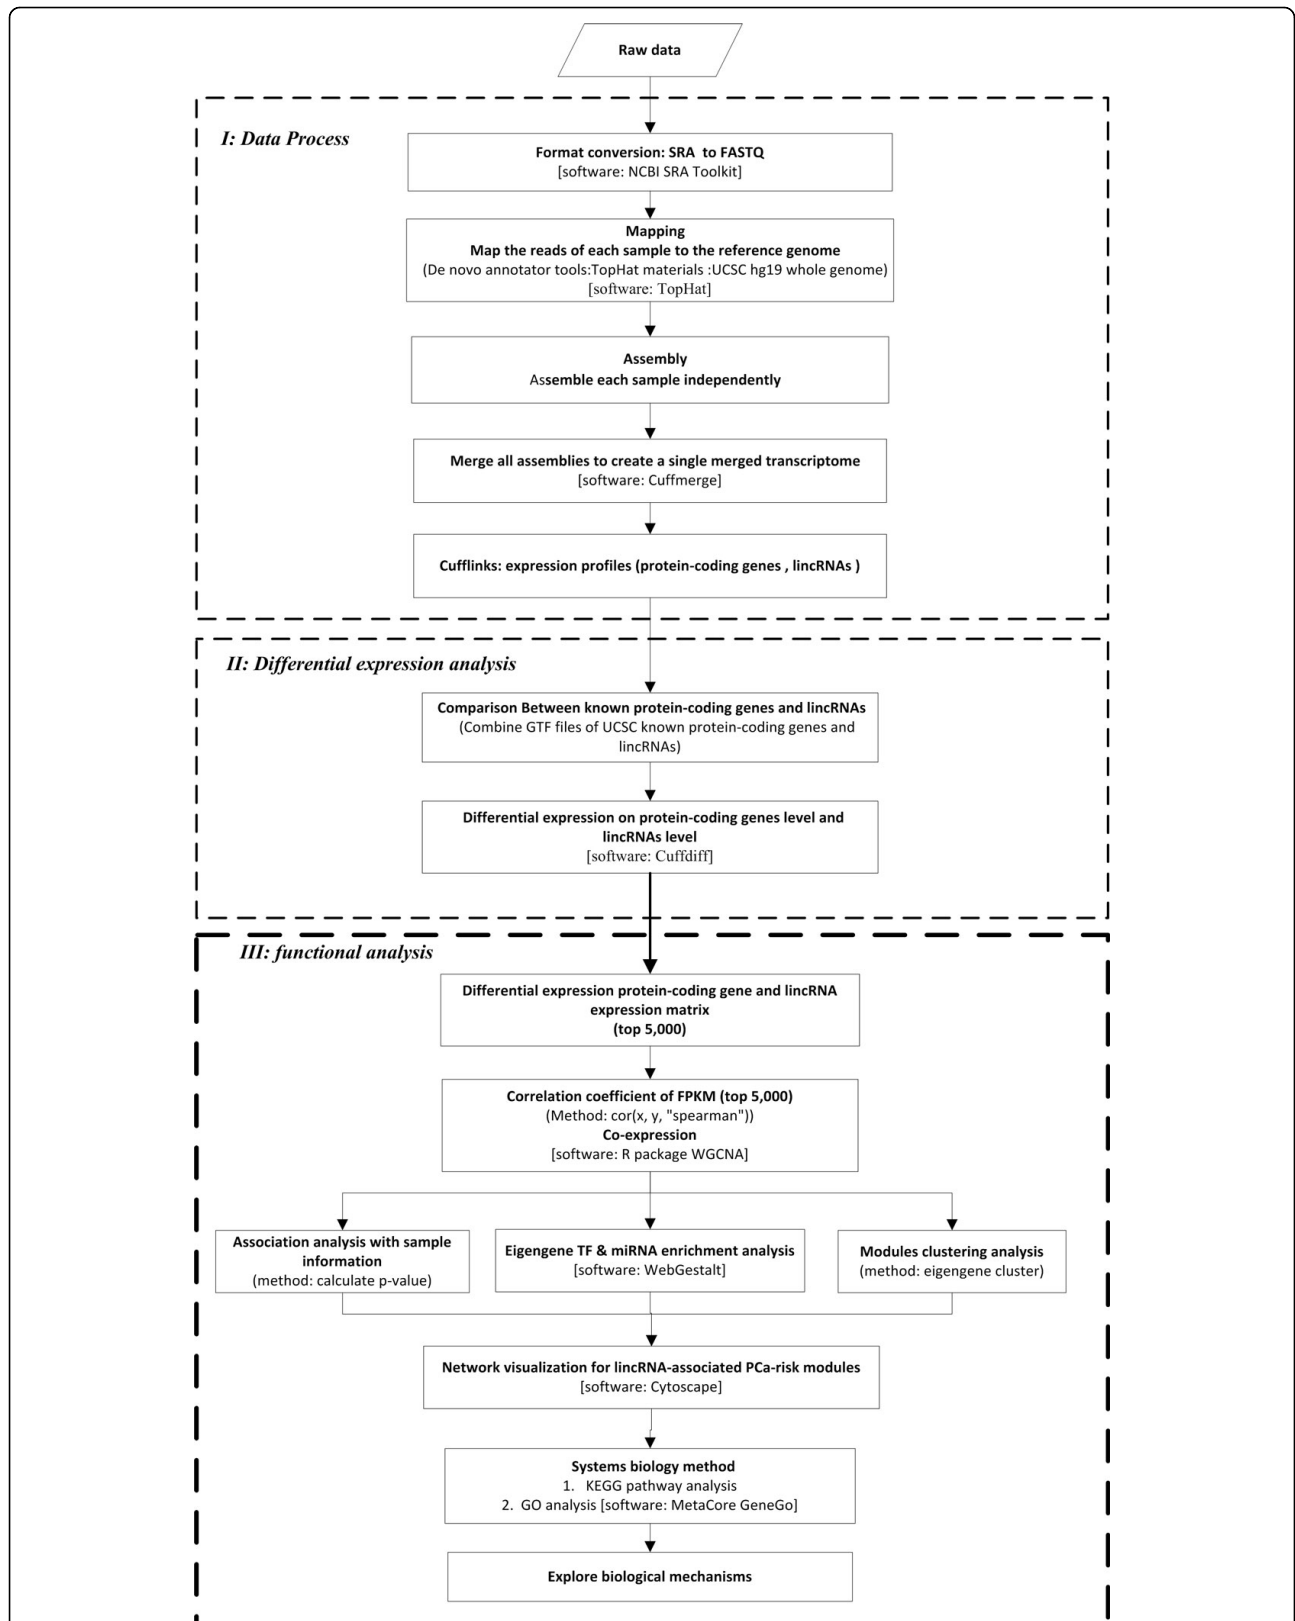 Raw data
I: Data Process
Format conversion: SRA to FASTQ
[software: NCBI SRA Toolkit]
Mapping
Map the reads of each sample to the reference genome
(De novo annotator tools:TopHat materials :UCSC hg19 whole genome)
[software: TopHat]
Assembly
Assemble each sample independently
Merge all assemblies to create a single merged transcriptome
[software: Cuffmerge]
Cufflinks: expression profiles (protein-coding genes , lincRNAs )
II: Differential expression analysis
Comparison Between known protein-coding genes and lincRNAs
(Combine GTF files of UCSC known protein-coding genes and
lincRNAs)
Differential expression on protein-coding genes level and
lincRNAs level
[software: Cuffdiff]
III: functional analysis
Differential expression protein-coding gene and lincRNA
expression matrix
(top 5,000)
Correlation coefficient of FPKM (top 5,000)
(Method: cor(x, y, "spearman"))
Co-expression
[software: R package WGCNA]
Association analysis with sample
information
(method: calculate p-value)
Eigengene TF & miRNA enrichment analysis
[software: WebGestalt]
Modules clustering analysis
(method: eigengene cluster)
Network visualization for lincRNA-associated PCa-risk modules
[software: Cytoscape]
Systems biology method
1. KEGG pathway analysis
2. GO analysis [software: MetaCore GeneGo]
Explore biological mechanisms